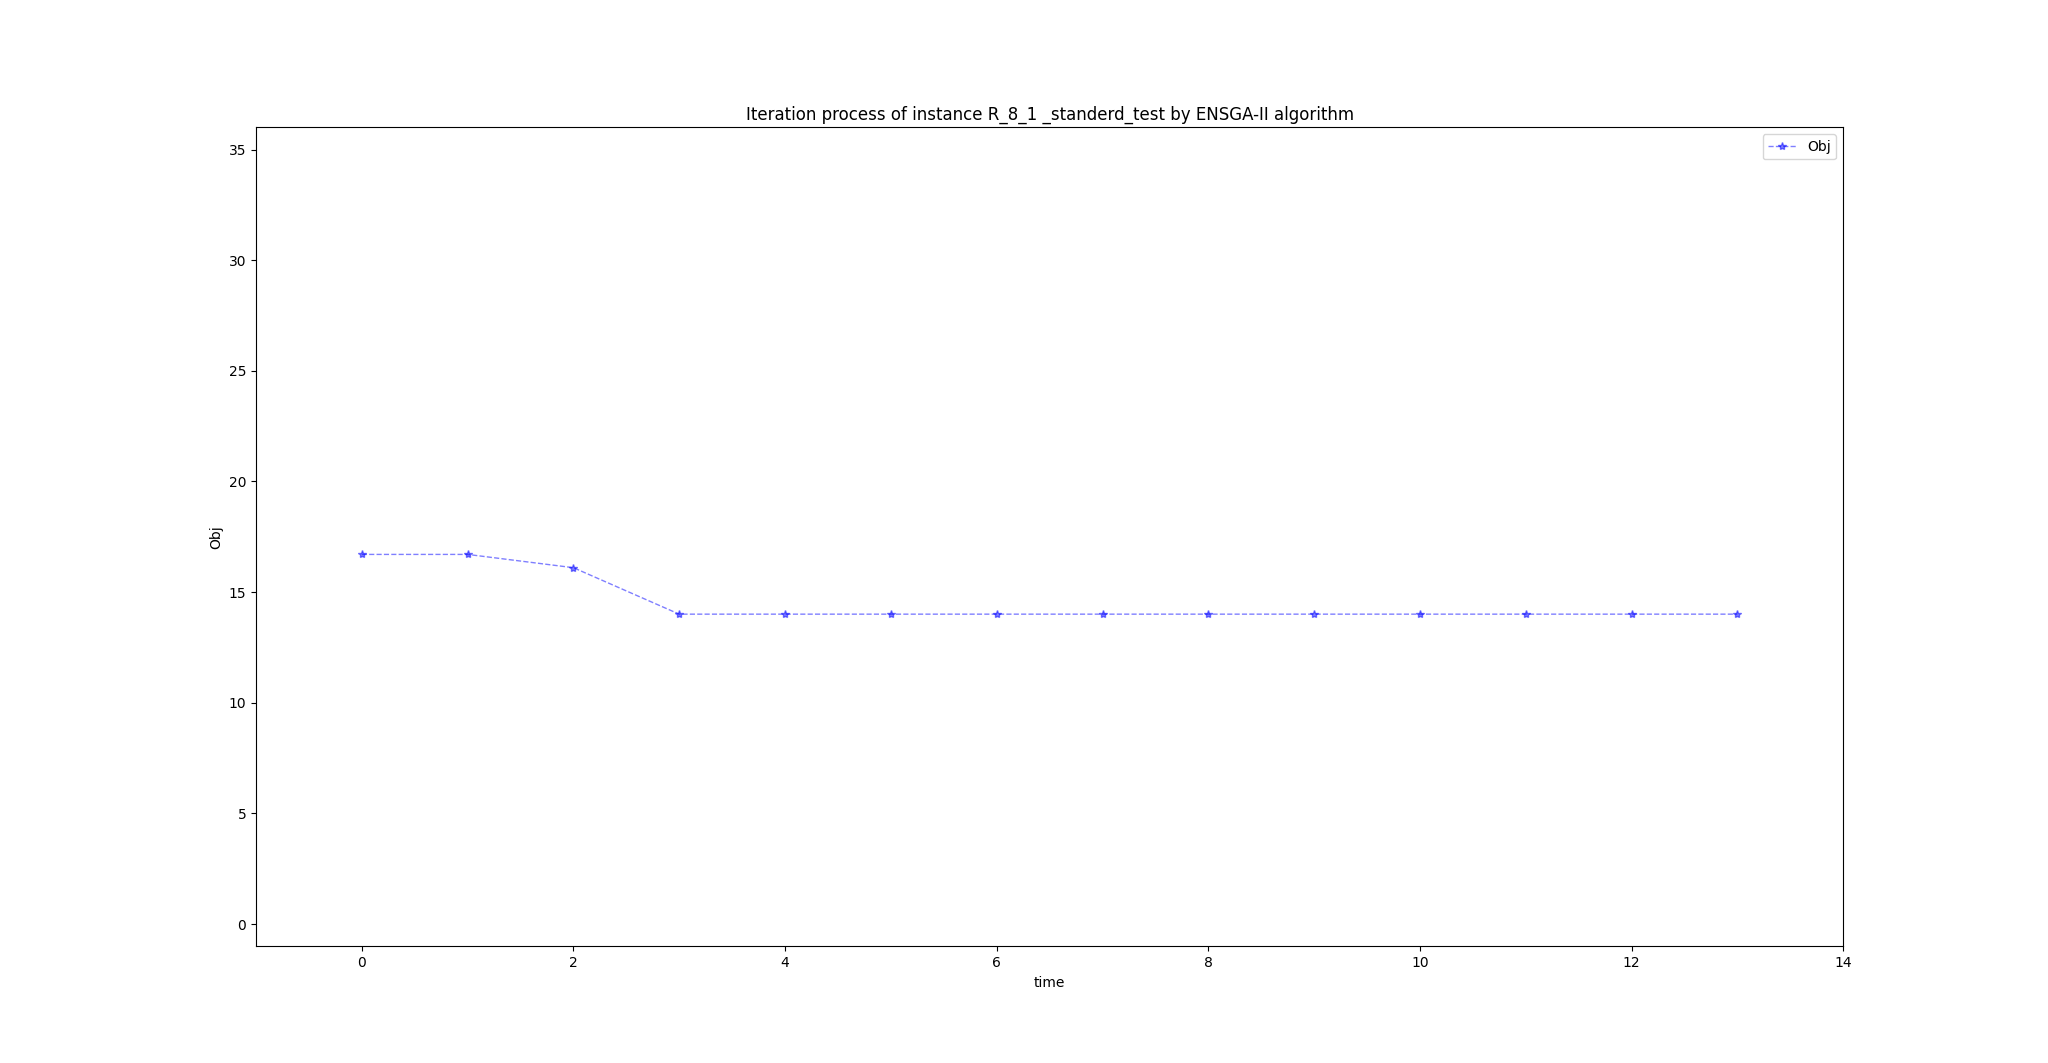 Iteration process of instance R_8_1 _standerd_test by ENSGA-II algorithm
Obj
35
30
25
20
15
10
5
0
Obj
0 2 4 6 8 10 12 14
time